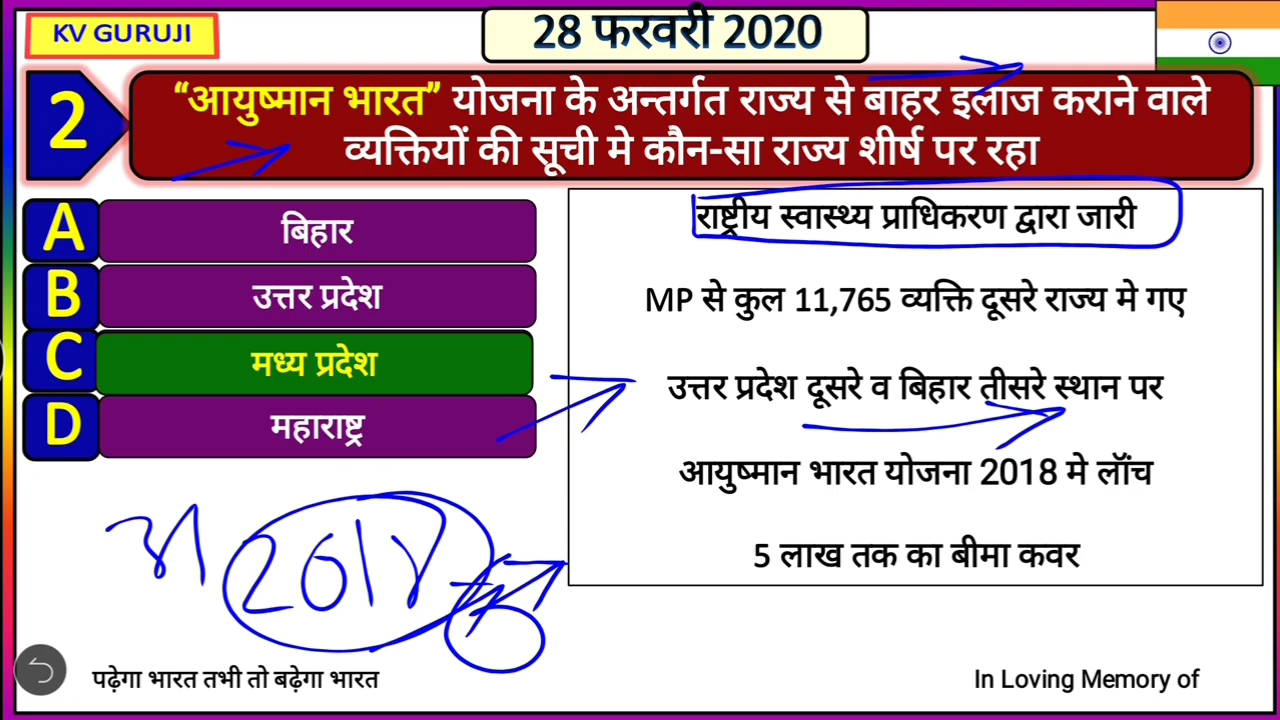 KV GURUJI
28 फरवरी 2020
2
“आयुष्मान भारत” योजना के अन्तर्गत राज्य से बाहर इलाज कराने वाले
व्यक्तियों की सूची मे कौन-सा राज्य शीर्ष पर रहा
A बिहार
B उत्तर प्रदेश
C मध्य प्रदेश
D महाराष्ट्र
राष्ट्रीय स्वास्थ्य प्राधिकरण द्वारा जारी
MP से कुल 11,765 व्यक्ति दूसरे राज्य मे गए
उत्तर प्रदेश दूसरे व बिहार तीसरे स्थान पर
आयुष्मान भारत योजना 2018 मे लॉंच
5 लाख तक का बीमा कवर
2018
पढ़ेगा भारत तभी तो बढ़ेगा भारत
In Loving Memory of